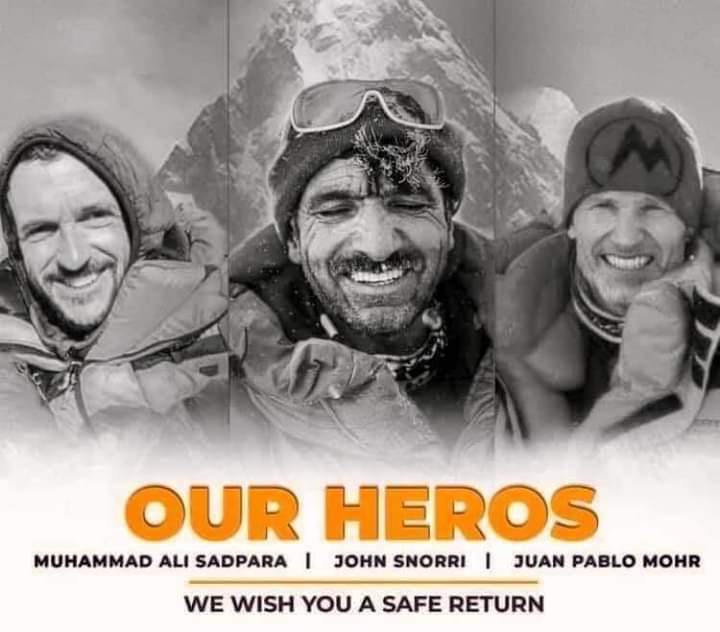 OUR HEROS
MUHAMMAD ALI SADPARA | JOHN SNORRI | JUAN PABLO MOHR
WE WISH YOU A SAFE RETURN